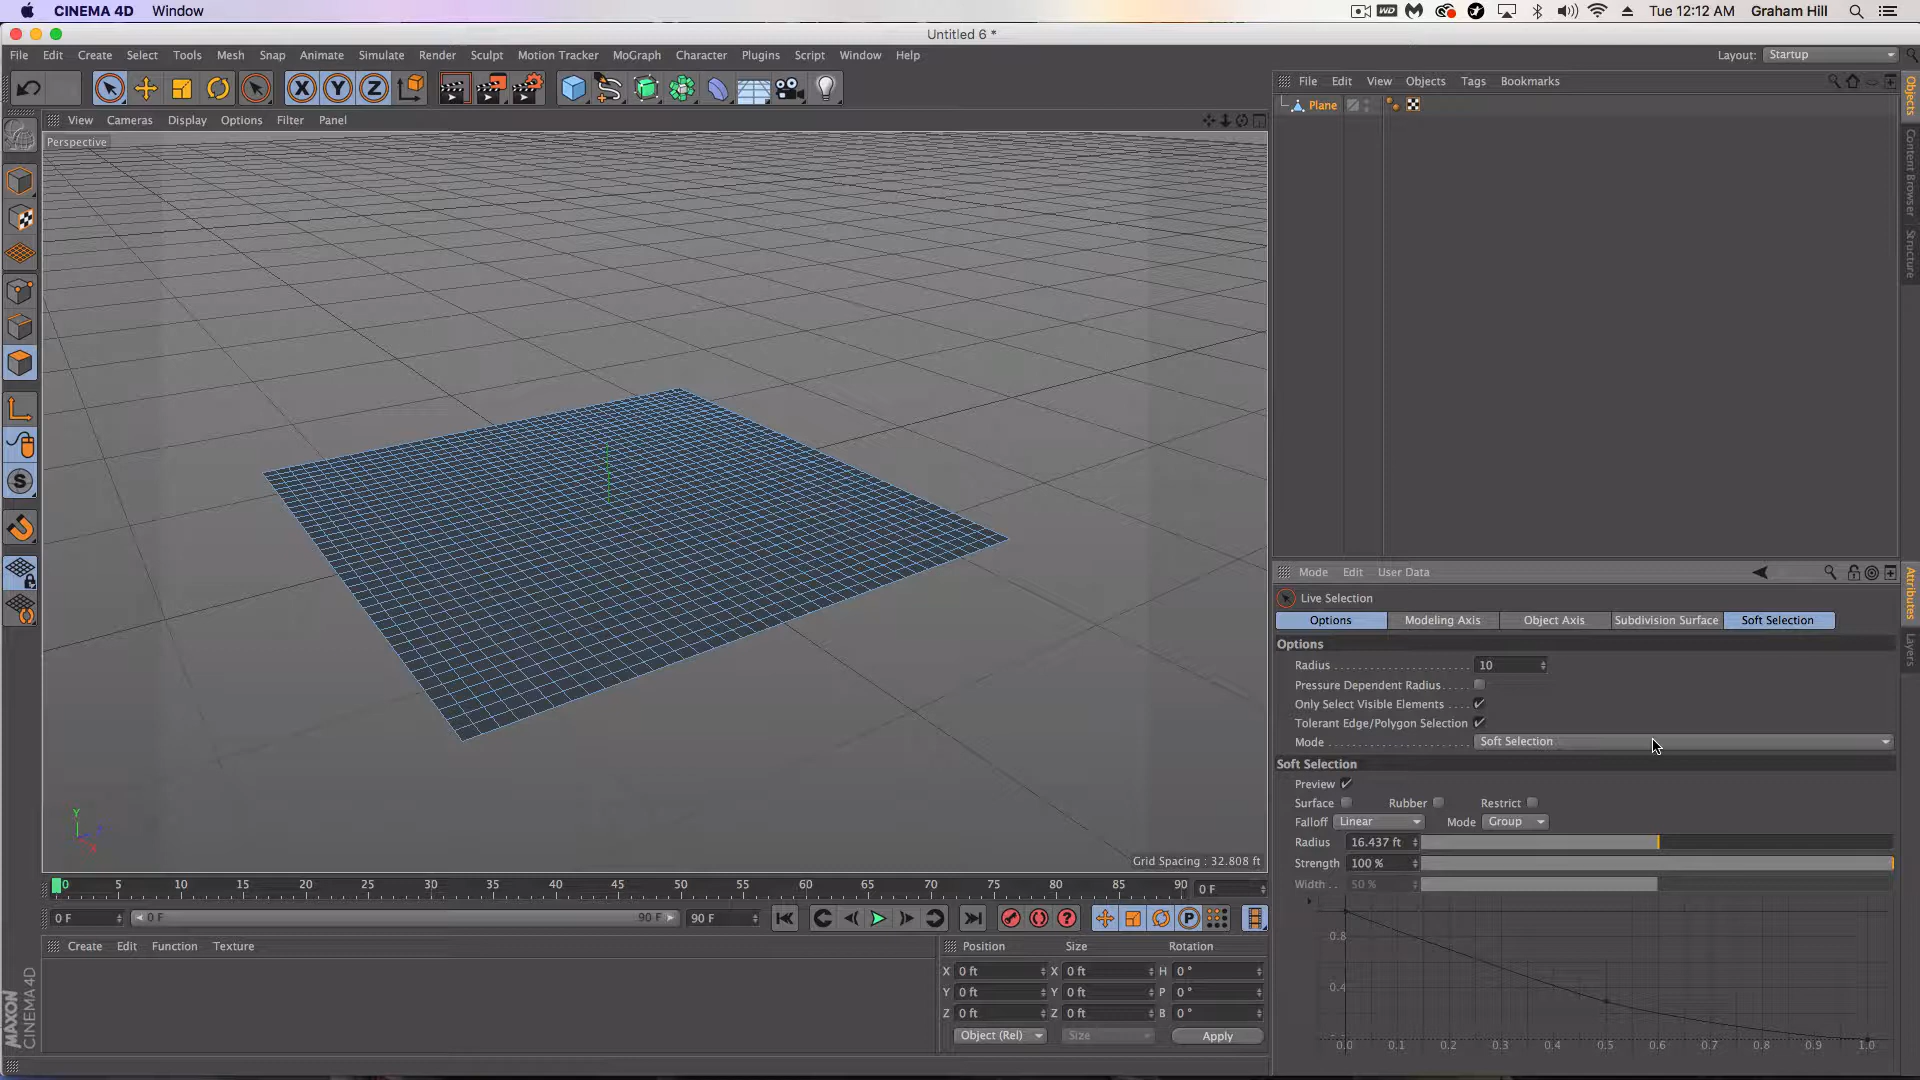 CINEMA 4D Window
Tue 12:12 AM Graham Hill
Untitled 6 *
File Edit Create Select Tools Mesh Snap Animate Simulate Render Sculpt Motion Tracker MoGraph Character Plugins Script Window Help
Layout: Startup
X Y Z
File Edit View Objects Tags Bookmarks
View Cameras Display Options Filter Panel
Plane
Perspective
Objects
Content Browser
Structure
Mode Edit User Data
Live Selection
Options Modeling Axis Object Axis Subdivision Surface Soft Selection
Options
Radius 10
Pressure Dependent Radius
Only Select Visible Elements
Tolerant Edge/Polygon Selection
Mode Soft Selection
Soft Selection
Preview
Surface Rubber Restrict
Falloff Linear Mode Group
Radius 16.437 ft
Strength 100 %
Width 50 %
0.8
0.4
0.0 0.1 0.2 0.3 0.4 0.5 0.6 0.7 0.8 0.9 1.0
Attributes
Layers
Y
Z
X
Grid Spacing : 32.808 ft
0 5 10 15 20 25 30 35 40 45 50 55 60 65 70 75 80 85 90 0 F
0 F 0 F 90 F 90 F
Create Edit Function Texture
Position Size Rotation
X 0 ft X 0 ft H 0 °
Y 0 ft Y 0 ft P 0 °
Z 0 ft Z 0 ft B 0 °
Object (Rel) Size Apply
MAXON
CINEMA 4D